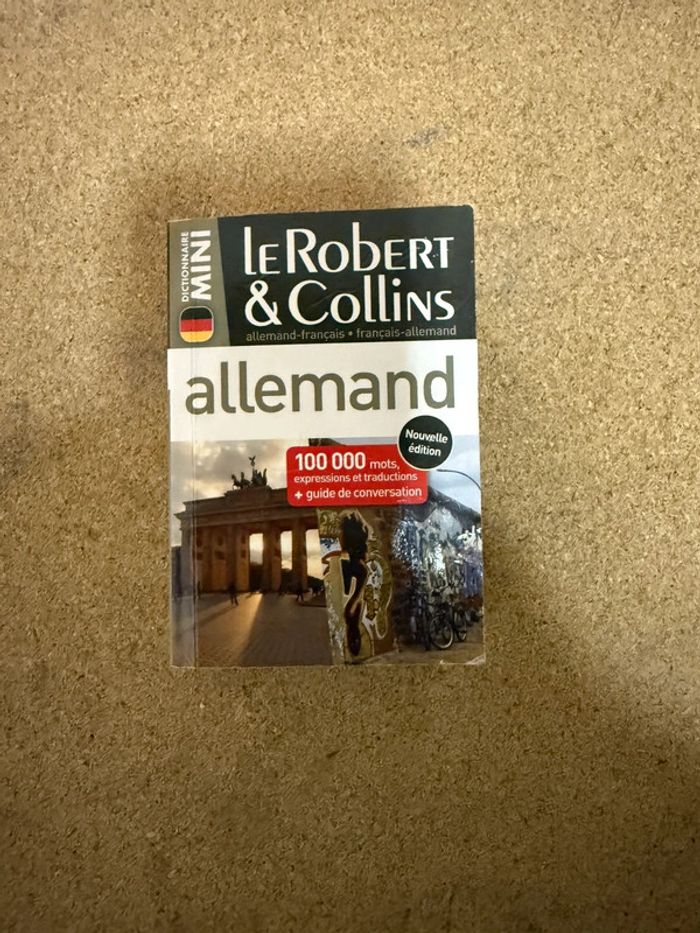 DICTIONNAIRE
MINI
LE ROBERT
& COLLINS
allemand-français • français-allemand
allemand
Nouvelle
édition
100 000 mots,
expressions et traductions
+ guide de conversation